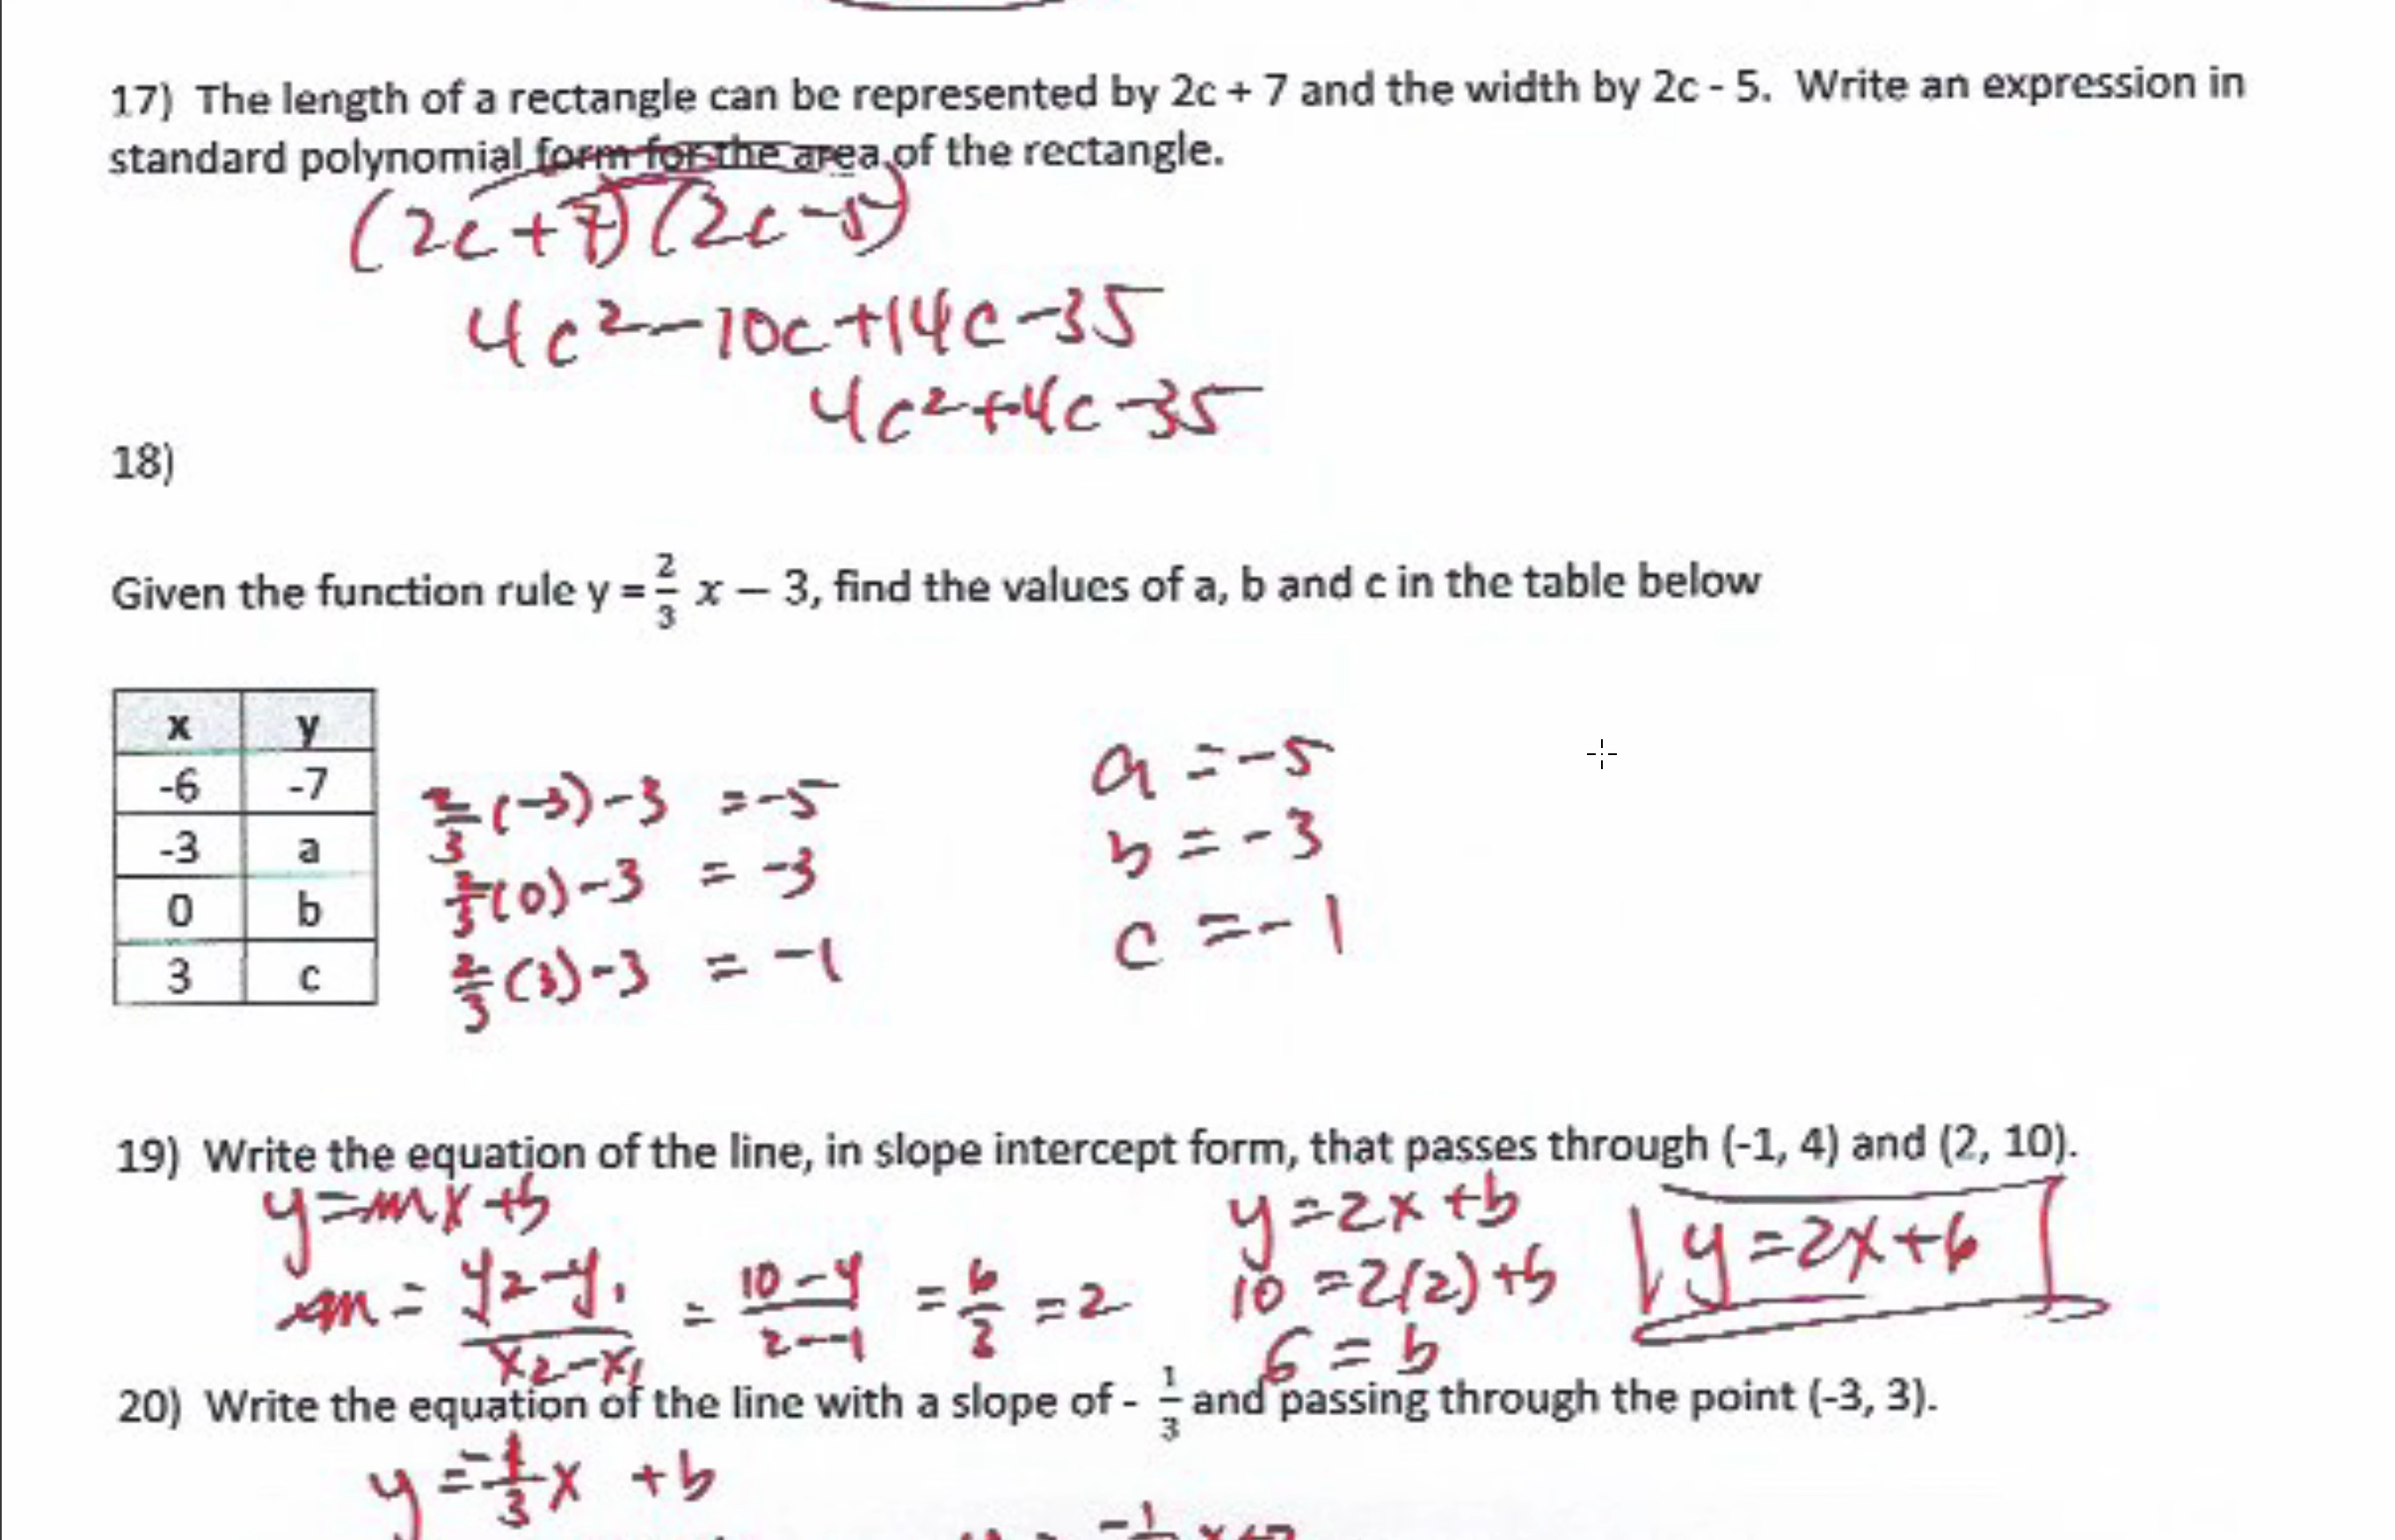 17) The length of a rectangle can be represented by 2c + 7 and the width by 2c - 5. Write an expression in
standard polynomial form for the area of the rectangle.
(2c+7)(2c-5)
4c²-10c+14c-35
4c²+4c-35
18)
Given the function rule y = 2/3 x – 3, find the values of a, b and c in the table below
x y
-6 -7
-3 a
0 b
3 c
2/3(-3)-3 = -5
2/3(0)-3 = -3
2/3(3)-3 = -1
a = -5
b = -3
c = -1
19) Write the equation of the line, in slope intercept form, that passes through (-1, 4) and (2, 10).
y=mx+b
m = y2-y1/x2-x1 = 10-4/2--1 = 6/3 = 2
y=2x+b
10=2(2)+b
6=b
y=2x+6
20) Write the equation of the line with a slope of - 1/3 and passing through the point (-3, 3).
y=-1/3x +b